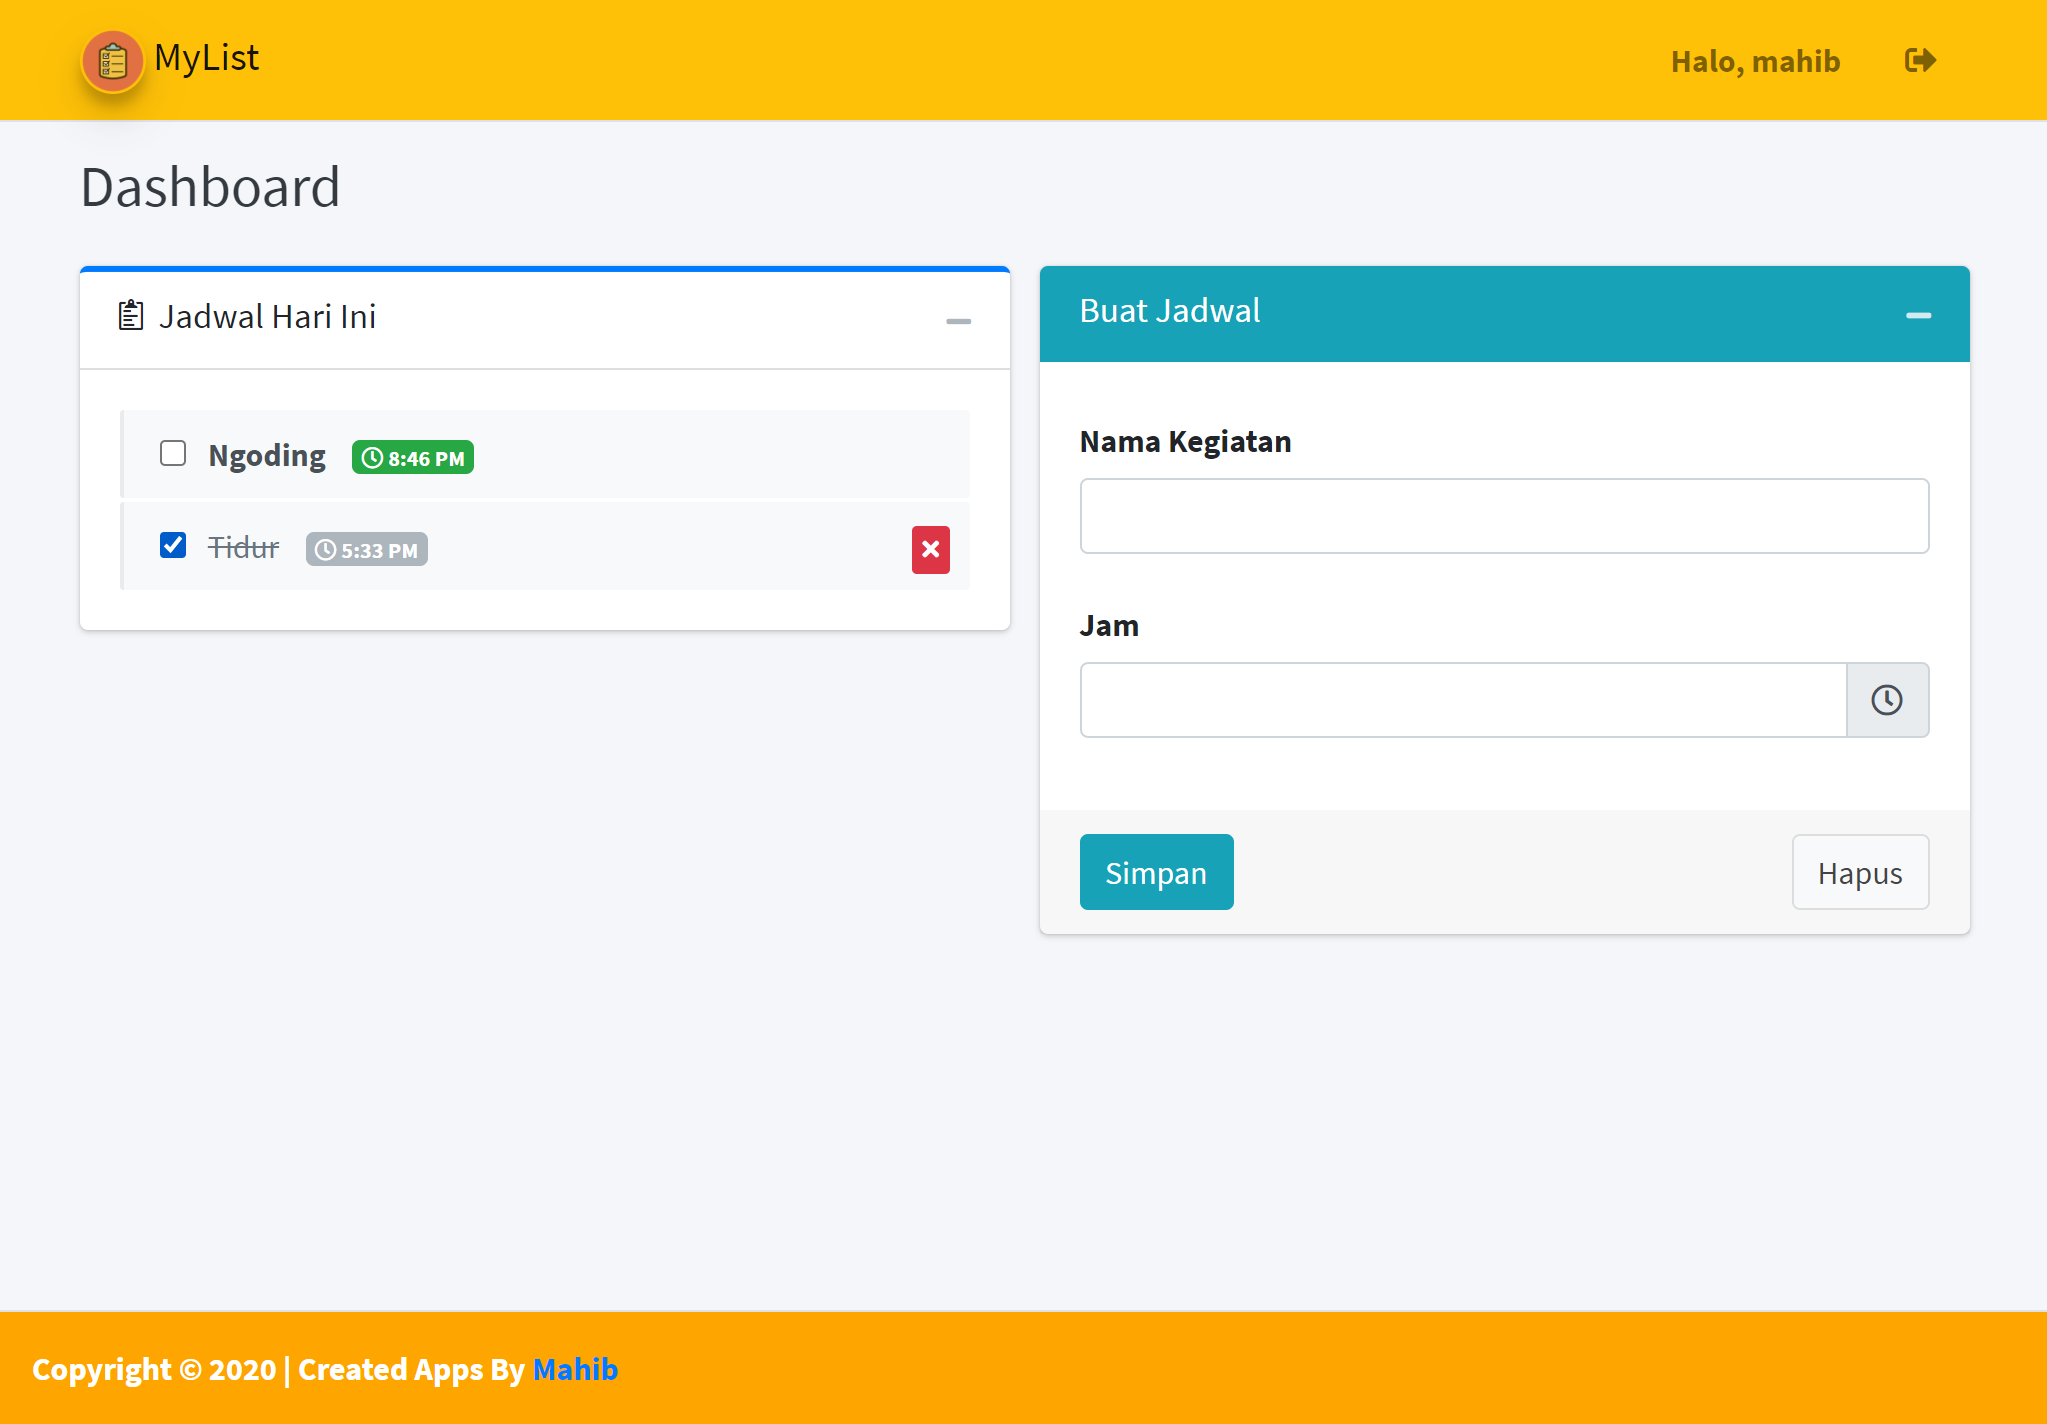 MyList
Halo, mahib
Dashboard
Jadwal Hari Ini
Ngoding 8:46 PM
Tidur 5:33 PM
Buat Jadwal
Nama Kegiatan
Jam
Simpan
Hapus
Copyright © 2020 | Created Apps By Mahib